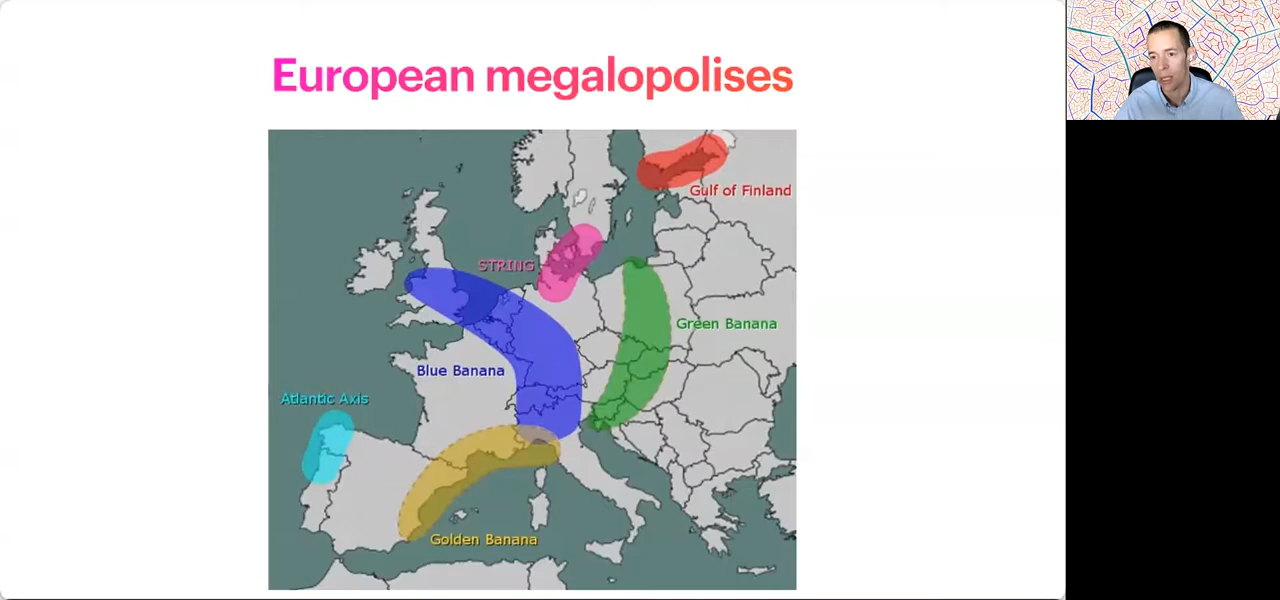 European megalopolises
Gulf of Finland
STRING
Green Banana
Blue Banana
Atlantic Axis
Golden Banana